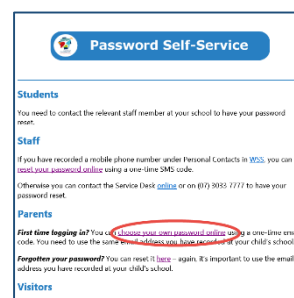 Password Self-Service
Students
You need to contact the relevant staff member at your school to have your password
reset.
Staff
If you have recorded a mobile phone number under Personal Contacts in WSS, you can
reset your password online using a one-time SMS code.
Otherwise you can contact the Service Desk online or on (07) 3033 7777 to have your
password reset.
Parents
First time logging in? You can choose your own password online using a one-time em
code. You need to use the same email address you have recorded at your child's school
Forgotten your password? You can reset it here – again, it's important to use the email
address you have recorded at your child's school.
Visitors